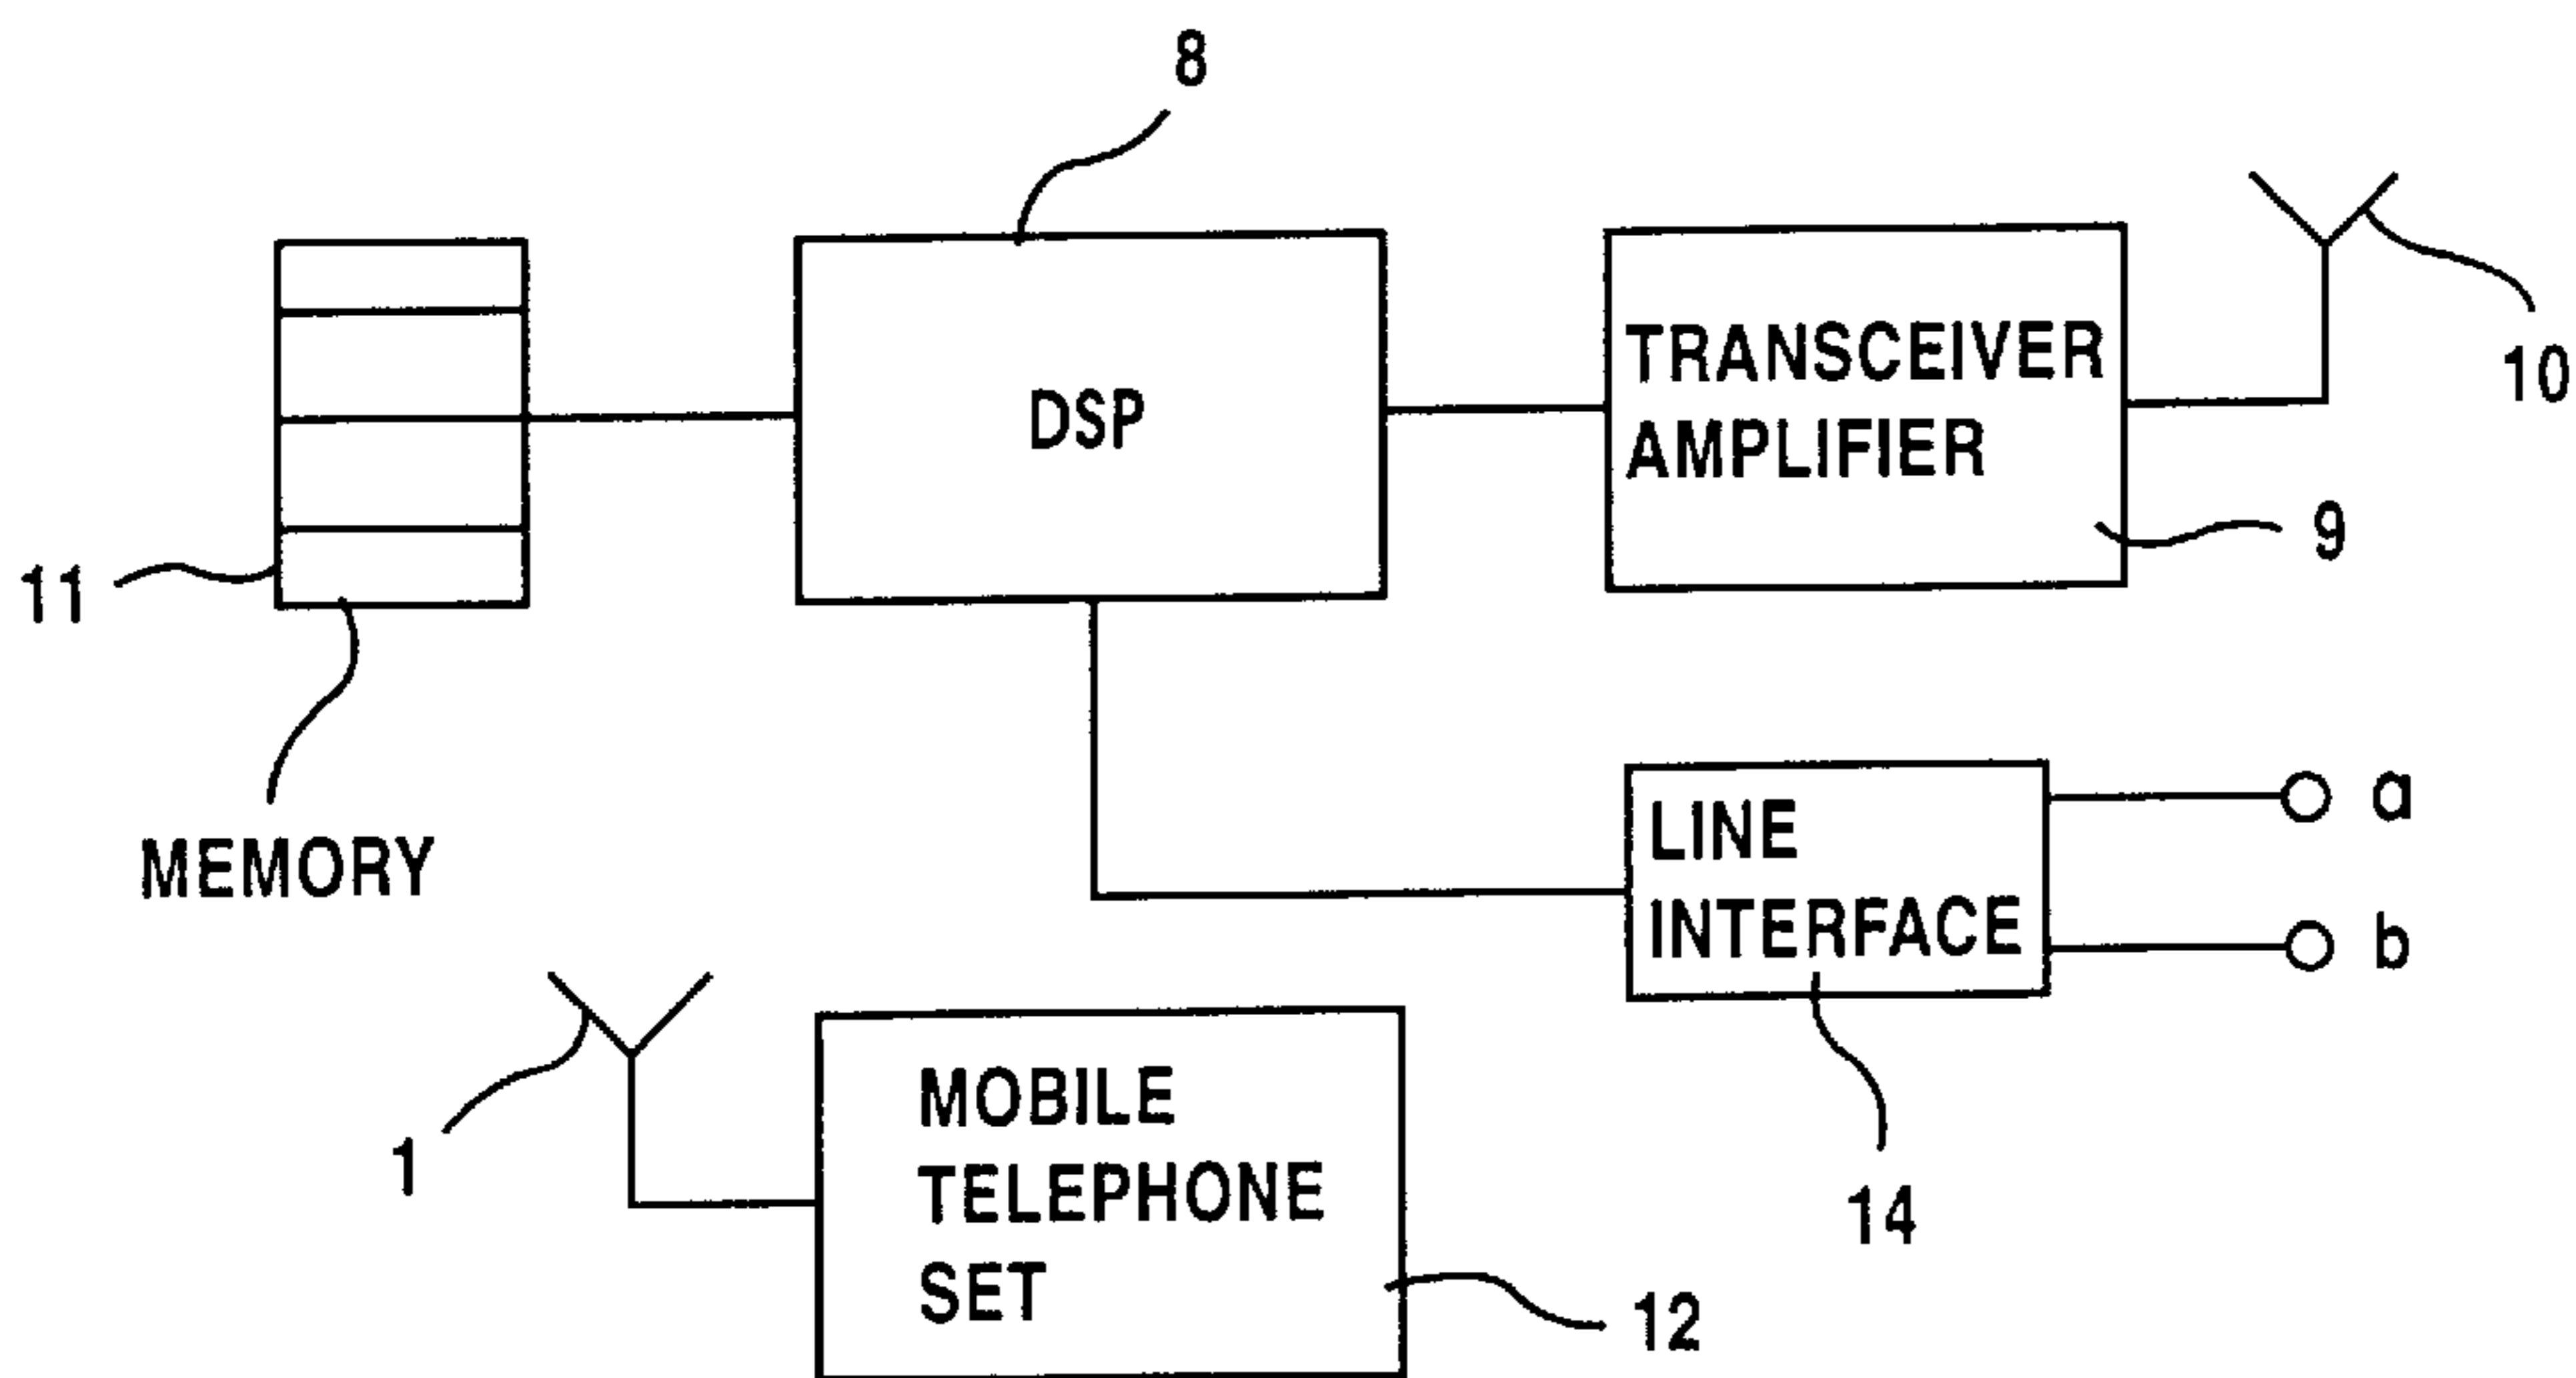 8
DSP
TRANSCEIVER
AMPLIFIER
10
9
11
MEMORY
LINE
INTERFACE
a
b
14
1
MOBILE
TELEPHONE
SET
12